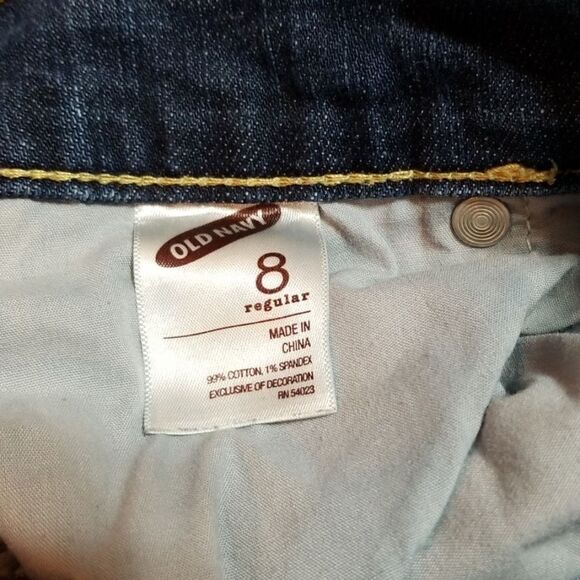 OLD NAVY
8
regular
MADE IN
CHINA
99% COTTON, 1% SPANDEX
EXCLUSIVE OF DECORATION
RN 54023